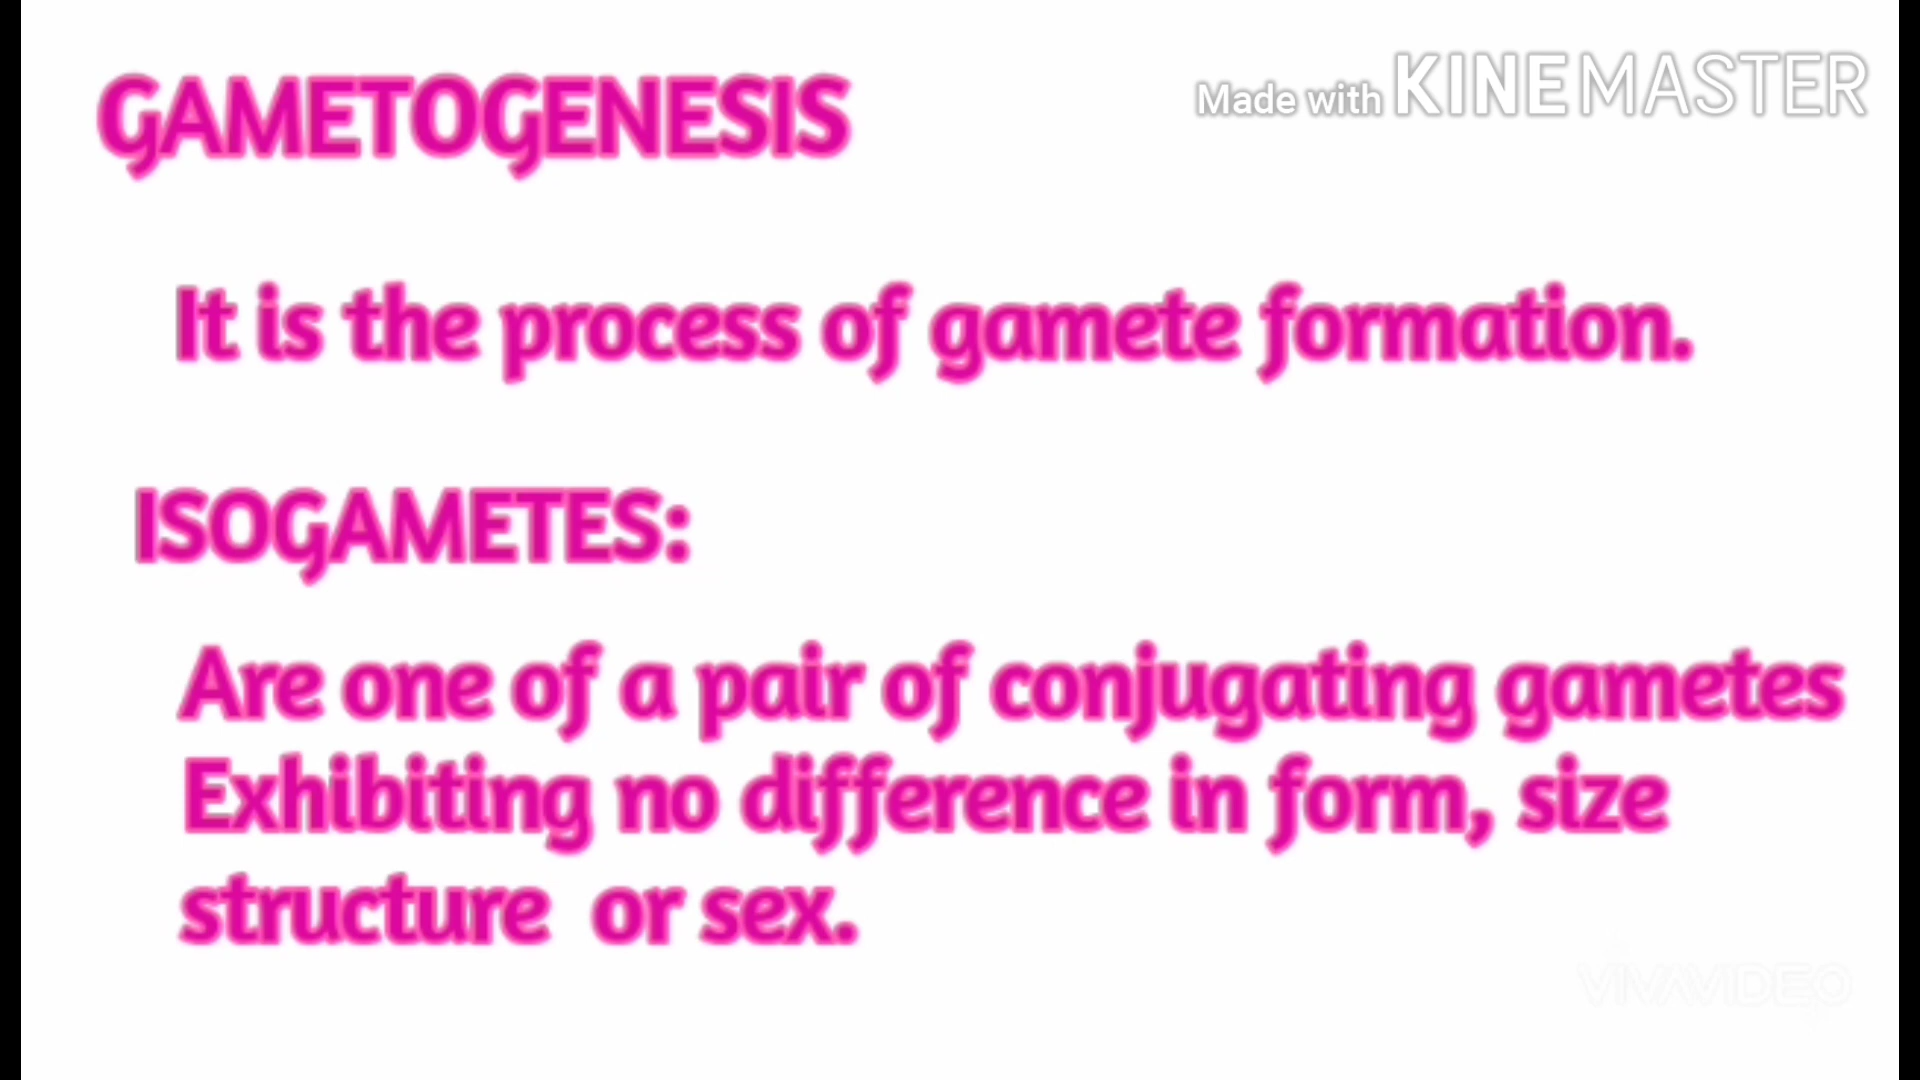 GAMETOGENESIS
Made with KINEMASTER
It is the process of gamete formation.
ISOGAMETES:
Are one of a pair of conjugating gametes
Exhibiting no difference in form, size
structure or sex.
VIVAVIDEO